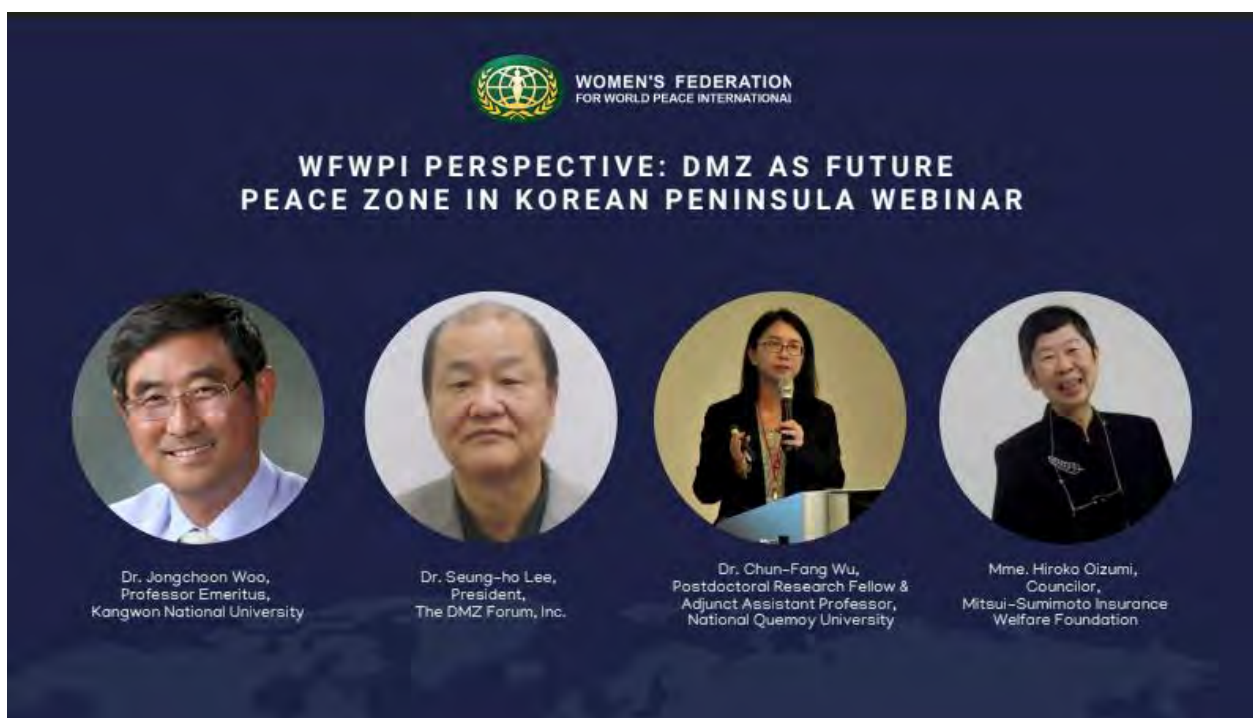 WOMEN'S FEDERATION
FOR WORLD PEACE INTERNATIONAL
WFWPI PERSPECTIVE: DMZ AS FUTURE
PEACE ZONE IN KOREAN PENINSULA WEBINAR
Dr. Jongchoon Woo,
Professor Emeritus,
Kangwon National University
Dr. Seung-ho Lee,
President,
The DMZ Forum, Inc.
Dr. Chun-Fang Wu,
Postdoctoral Research Fellow &
Adjunct Assistant Professor,
National Quemoy University
Mme. Hiroko Oizumi,
Councilor,
Mitsui-Sumimoto Insurance
Welfare Foundation